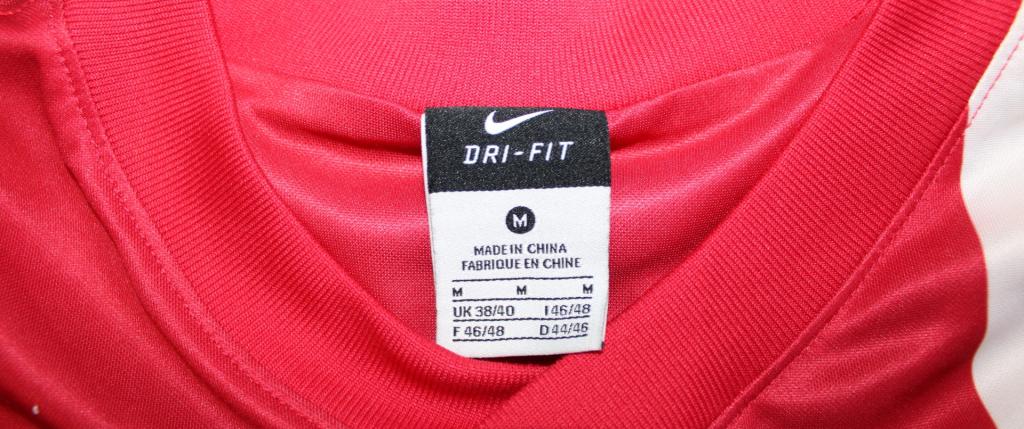 DRI-FIT
M
MADE IN CHINA
FABRIQUE EN CHINE
M M M
UK 38/40 I 46/48
F 46/48 D 44/46